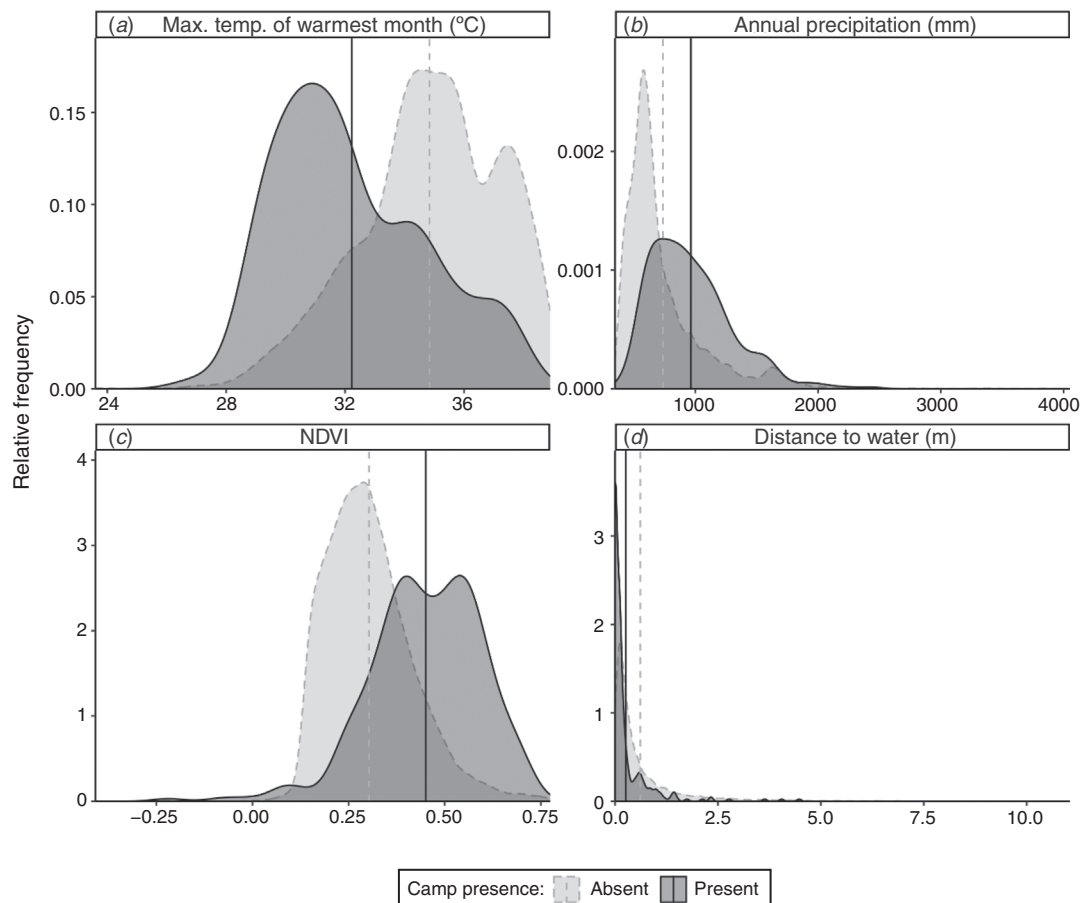 (a) Max. temp. of warmest month (ºC)
(b) Annual precipitation (mm)
0.15
0.10
0.05
0.00
24 28 32 36
0.002
0.001
0.000
1000 2000 3000 4000
Relative frequency
(c) NDVI
(d) Distance to water (m)
4
3
2
1
0
−0.25 0.00 0.25 0.50 0.75
3
2
1
0
0.0 2.5 5.0 7.5 10.0
Camp presence: Absent Present